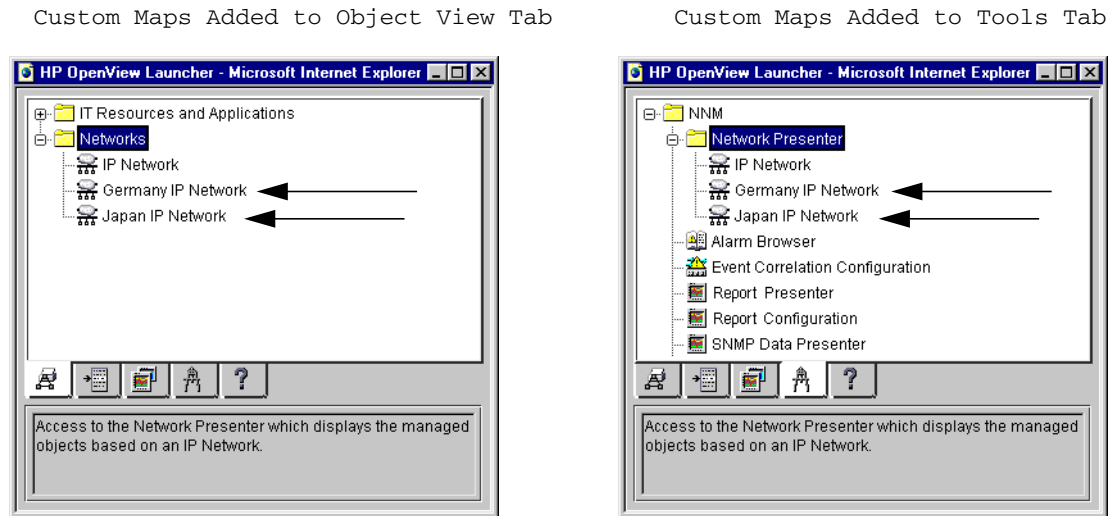 Custom Maps Added to Object View Tab
HP OpenView Launcher - Microsoft Internet Explorer
IT Resources and Applications
Networks
IP Network
Germany IP Network
Japan IP Network
?
Access to the Network Presenter which displays the managed
objects based on an IP Network.
Custom Maps Added to Tools Tab
HP OpenView Launcher - Microsoft Internet Explorer
NNM
Network Presenter
IP Network
Germany IP Network
Japan IP Network
Alarm Browser
Event Correlation Configuration
Report Presenter
Report Configuration
SNMP Data Presenter
?
Access to the Network Presenter which displays the managed
objects based on an IP Network.